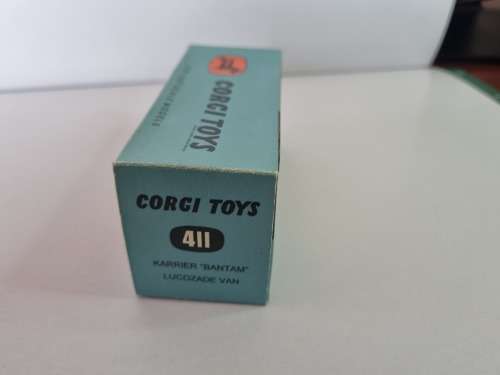 CORGI TOYS
CORGI TOYS
411
KARRIER "BANTAM"
LUCOZADE VAN